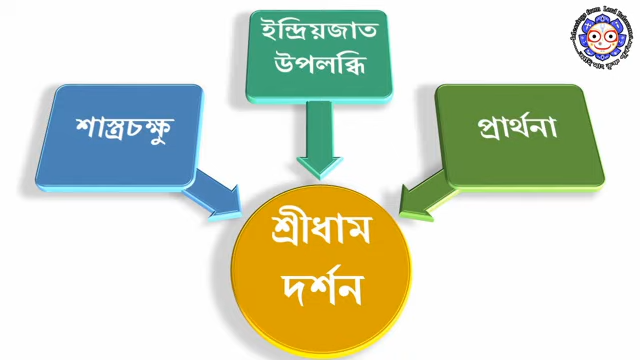 ইন্দ্রিয়জাত
উপলব্ধি
শাস্ত্রচক্ষু
প্রার্থনা
শ্রীধাম
দর্শন